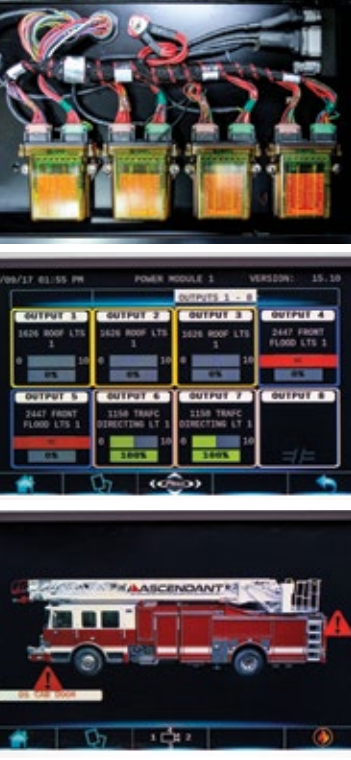 /09/17 01:55 PM POWER MODULE 1 VERSION: 15.10
OUTPUTS 1 - 8
OUTPUT 1 OUTPUT 2 OUTPUT 3 OUTPUT 4
1626 ROOF LTS 1626 ROOF LTS 1626 ROOF LTS 2447 FRONT
1 1 1 FLOOD LTS 1
0 10 0 10 0 10
0% 0% 0% 0%
OUTPUT 5 OUTPUT 6 OUTPUT 7 OUTPUT 8
2447 FRONT 1150 TRAFC 1150 TRAFC
FLOOD LTS 1 DIRECTING LT 1 DIRECTING LT 1
0 10 0 10
0% 100% 100%
ASCENDANT
DS CAB DOOR
1 2